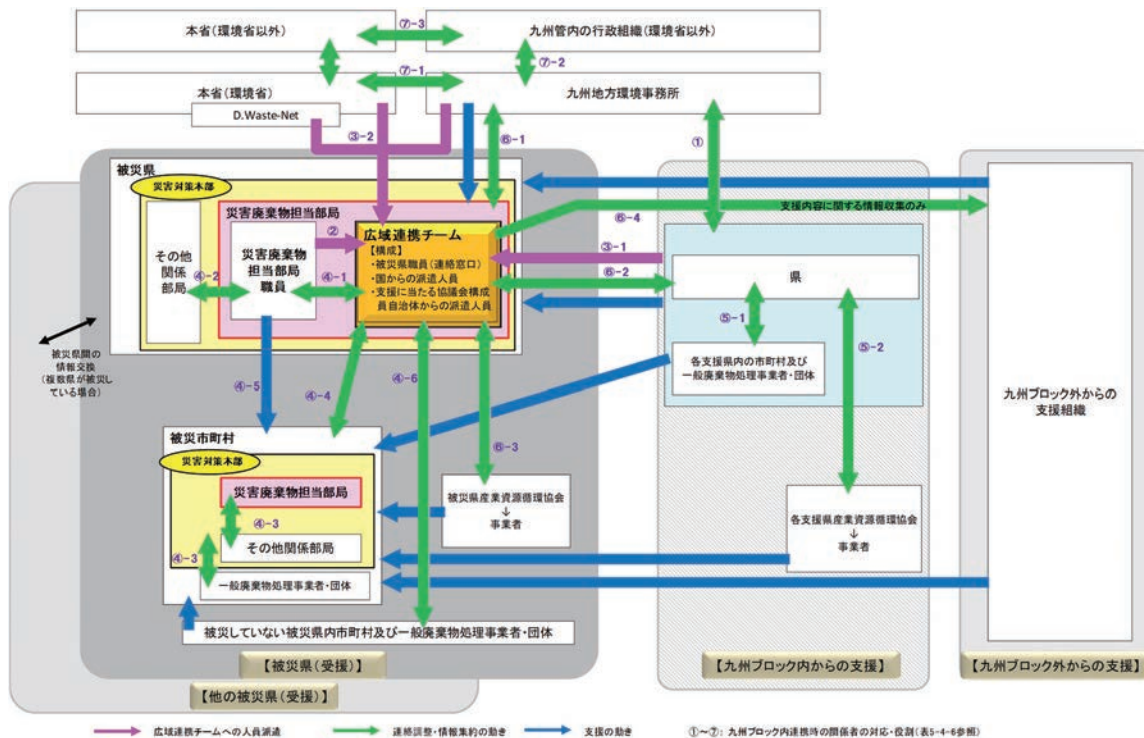 本省(環境省以外)
⑦-3
九州管内の行政組織(環境省以外)
⑦-1
⑦-2
本省(環境省)
九州地方環境事務所
D.Waste-Net
③-2
⑥-1
①
被災県
災害対策本部
災害廃棄物担当部局
その他
関係
部局
④-2
災害廃棄物
担当部局
職員
②
④-1
広域連携チーム
【構成】
・被災県職員(連絡窓口)
・国からの派遣人員
・支援に当たる協議会構成
員自治体からの派遣人員
⑥-4
支援内容に関する情報収集のみ
③-1
⑥-2
県
⑤-1
⑤-2
各支援県内の市町村及び
一般廃棄物処理事業者・団体
九州ブロック外からの
支援組織
被災県間の
情報交換
(複数県が被災し
ている場合)
④-5
④-4
④-6
⑥-3
被災市町村
災害対策本部
災害廃棄物担当部局
④-3
その他関係部局
④-3
一般廃棄物処理事業者・団体
被災県産業資源循環協会
↓
事業者
各支援県産業資源循環協会
↓
事業者
被災していない被災県内市町村及び一般廃棄物処理事業者・団体
【被災県(受援)】
【九州ブロック内からの支援】
【九州ブロック外からの支援】
【他の被災県(受援)】
広域連携チームへの人員派遣
連絡調整・情報集約の動き
支援の動き
①~⑦: 九州ブロック内連携時の関係者の対応・役割(表5-4-6参照)